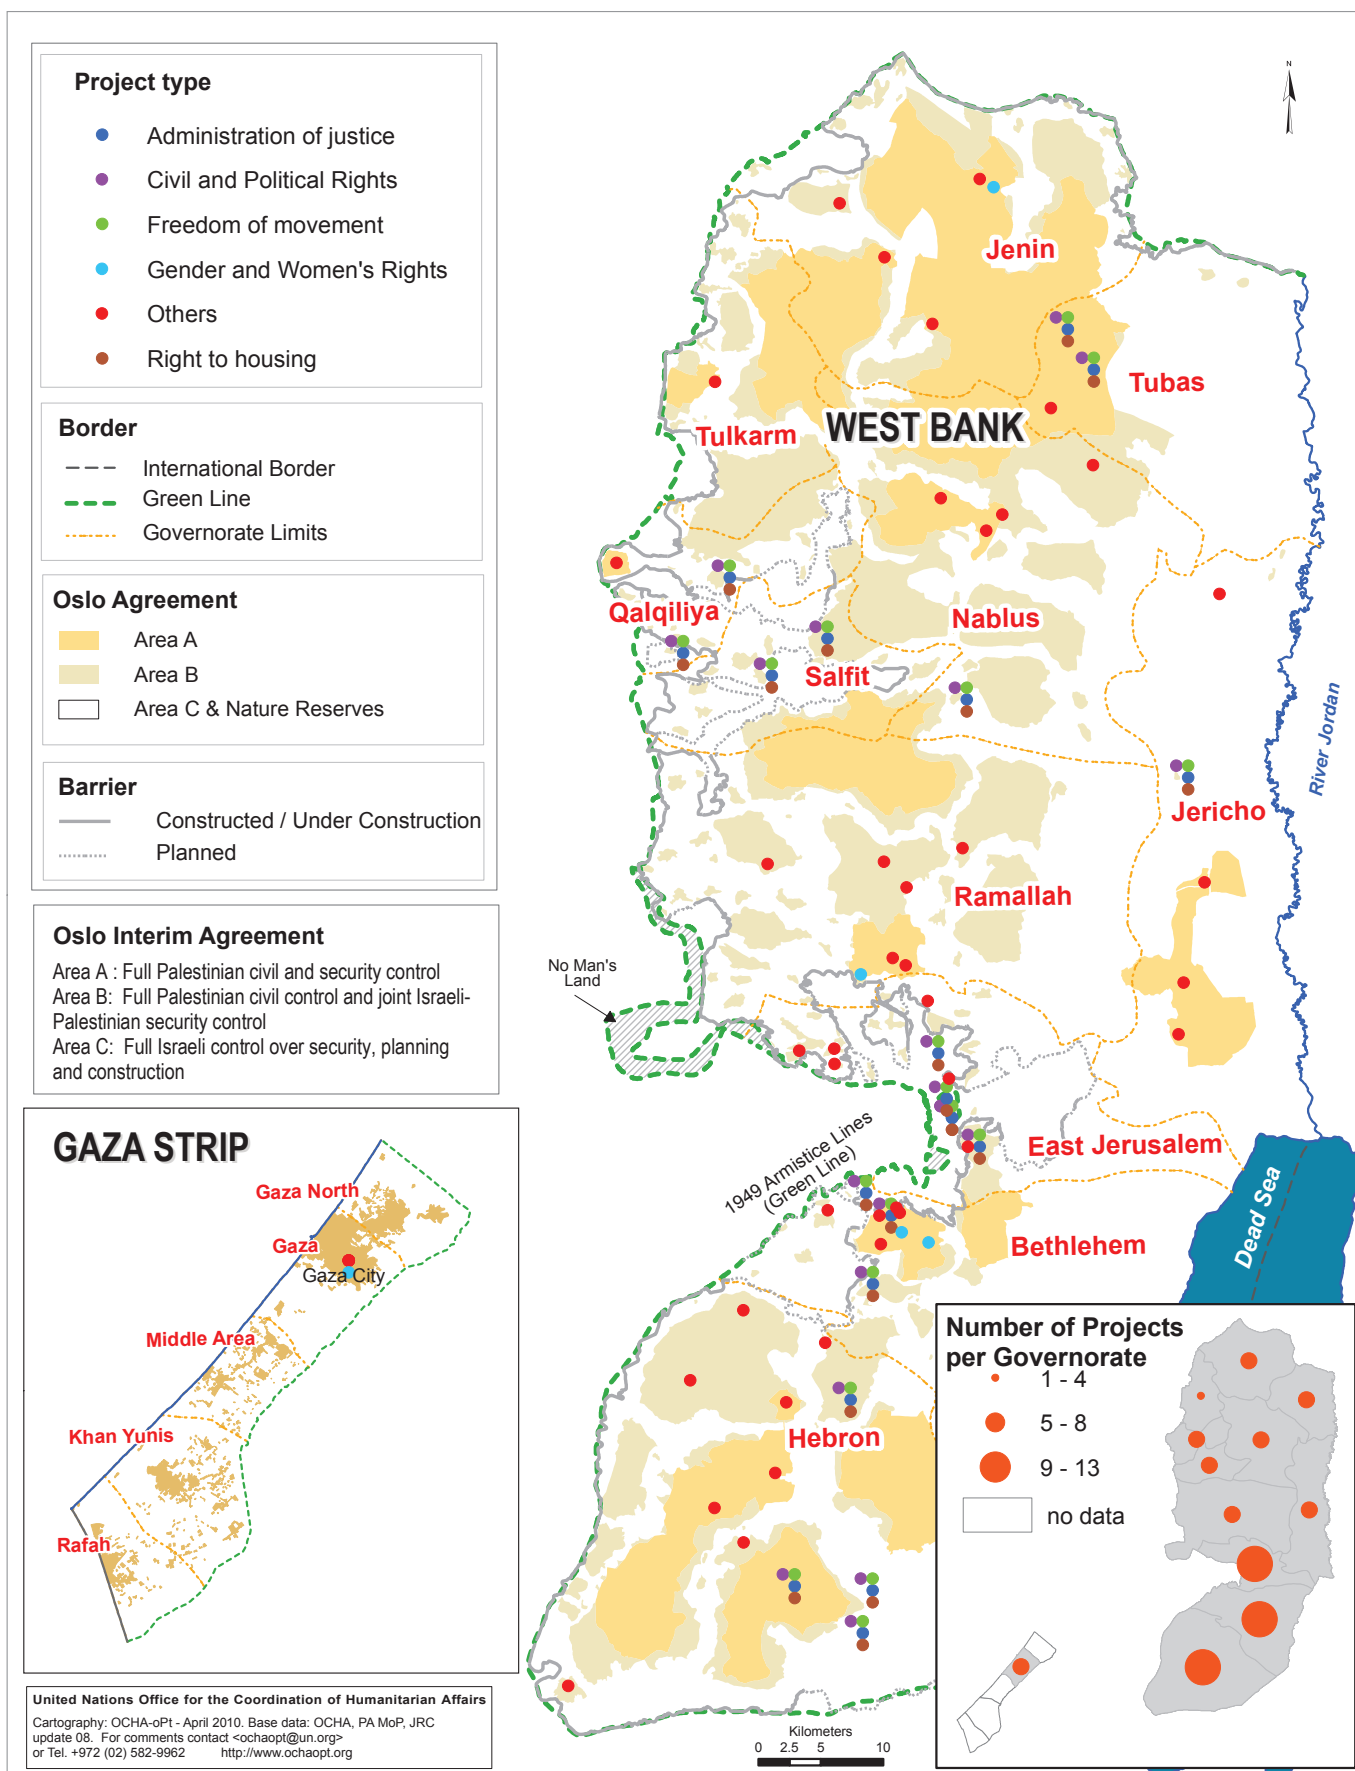 Project type
Administration of justice
Civil and Political Rights
Freedom of movement
Gender and Women's Rights
Others
Right to housing
Border
International Border
Green Line
Governorate Limits
Oslo Agreement
Area A
Area B
Area C & Nature Reserves
Barrier
Constructed / Under Construction
Planned
Oslo Interim Agreement
Area A : Full Palestinian civil and security control
Area B: Full Palestinian civil control and joint Israeli-
Palestinian security control
Area C: Full Israeli control over security, planning
and construction
GAZA STRIP
Gaza North
Gaza
Gaza City
Middle Area
Khan Yunis
Rafah
United Nations Office for the Coordination of Humanitarian Affairs
Cartography: OCHA-oPt - April 2010. Base data: OCHA, PA MoP, JRC
update 08. For comments contact <ochaopt@un.org>
or Tel. +972 (02) 582-9962 http://www.ochaopt.org
N
Jenin
Tubas
WEST BANK
Tulkarm
Qalqiliya
Nablus
Salfit
River Jordan
Jericho
Ramallah
No Man's
Land
1949 Armistice Lines
(Green Line)
East Jerusalem
Dead Sea
Bethlehem
Hebron
Number of Projects
per Governorate
1 - 4
5 - 8
9 - 13
no data
Kilometers
0 2.5 5 10